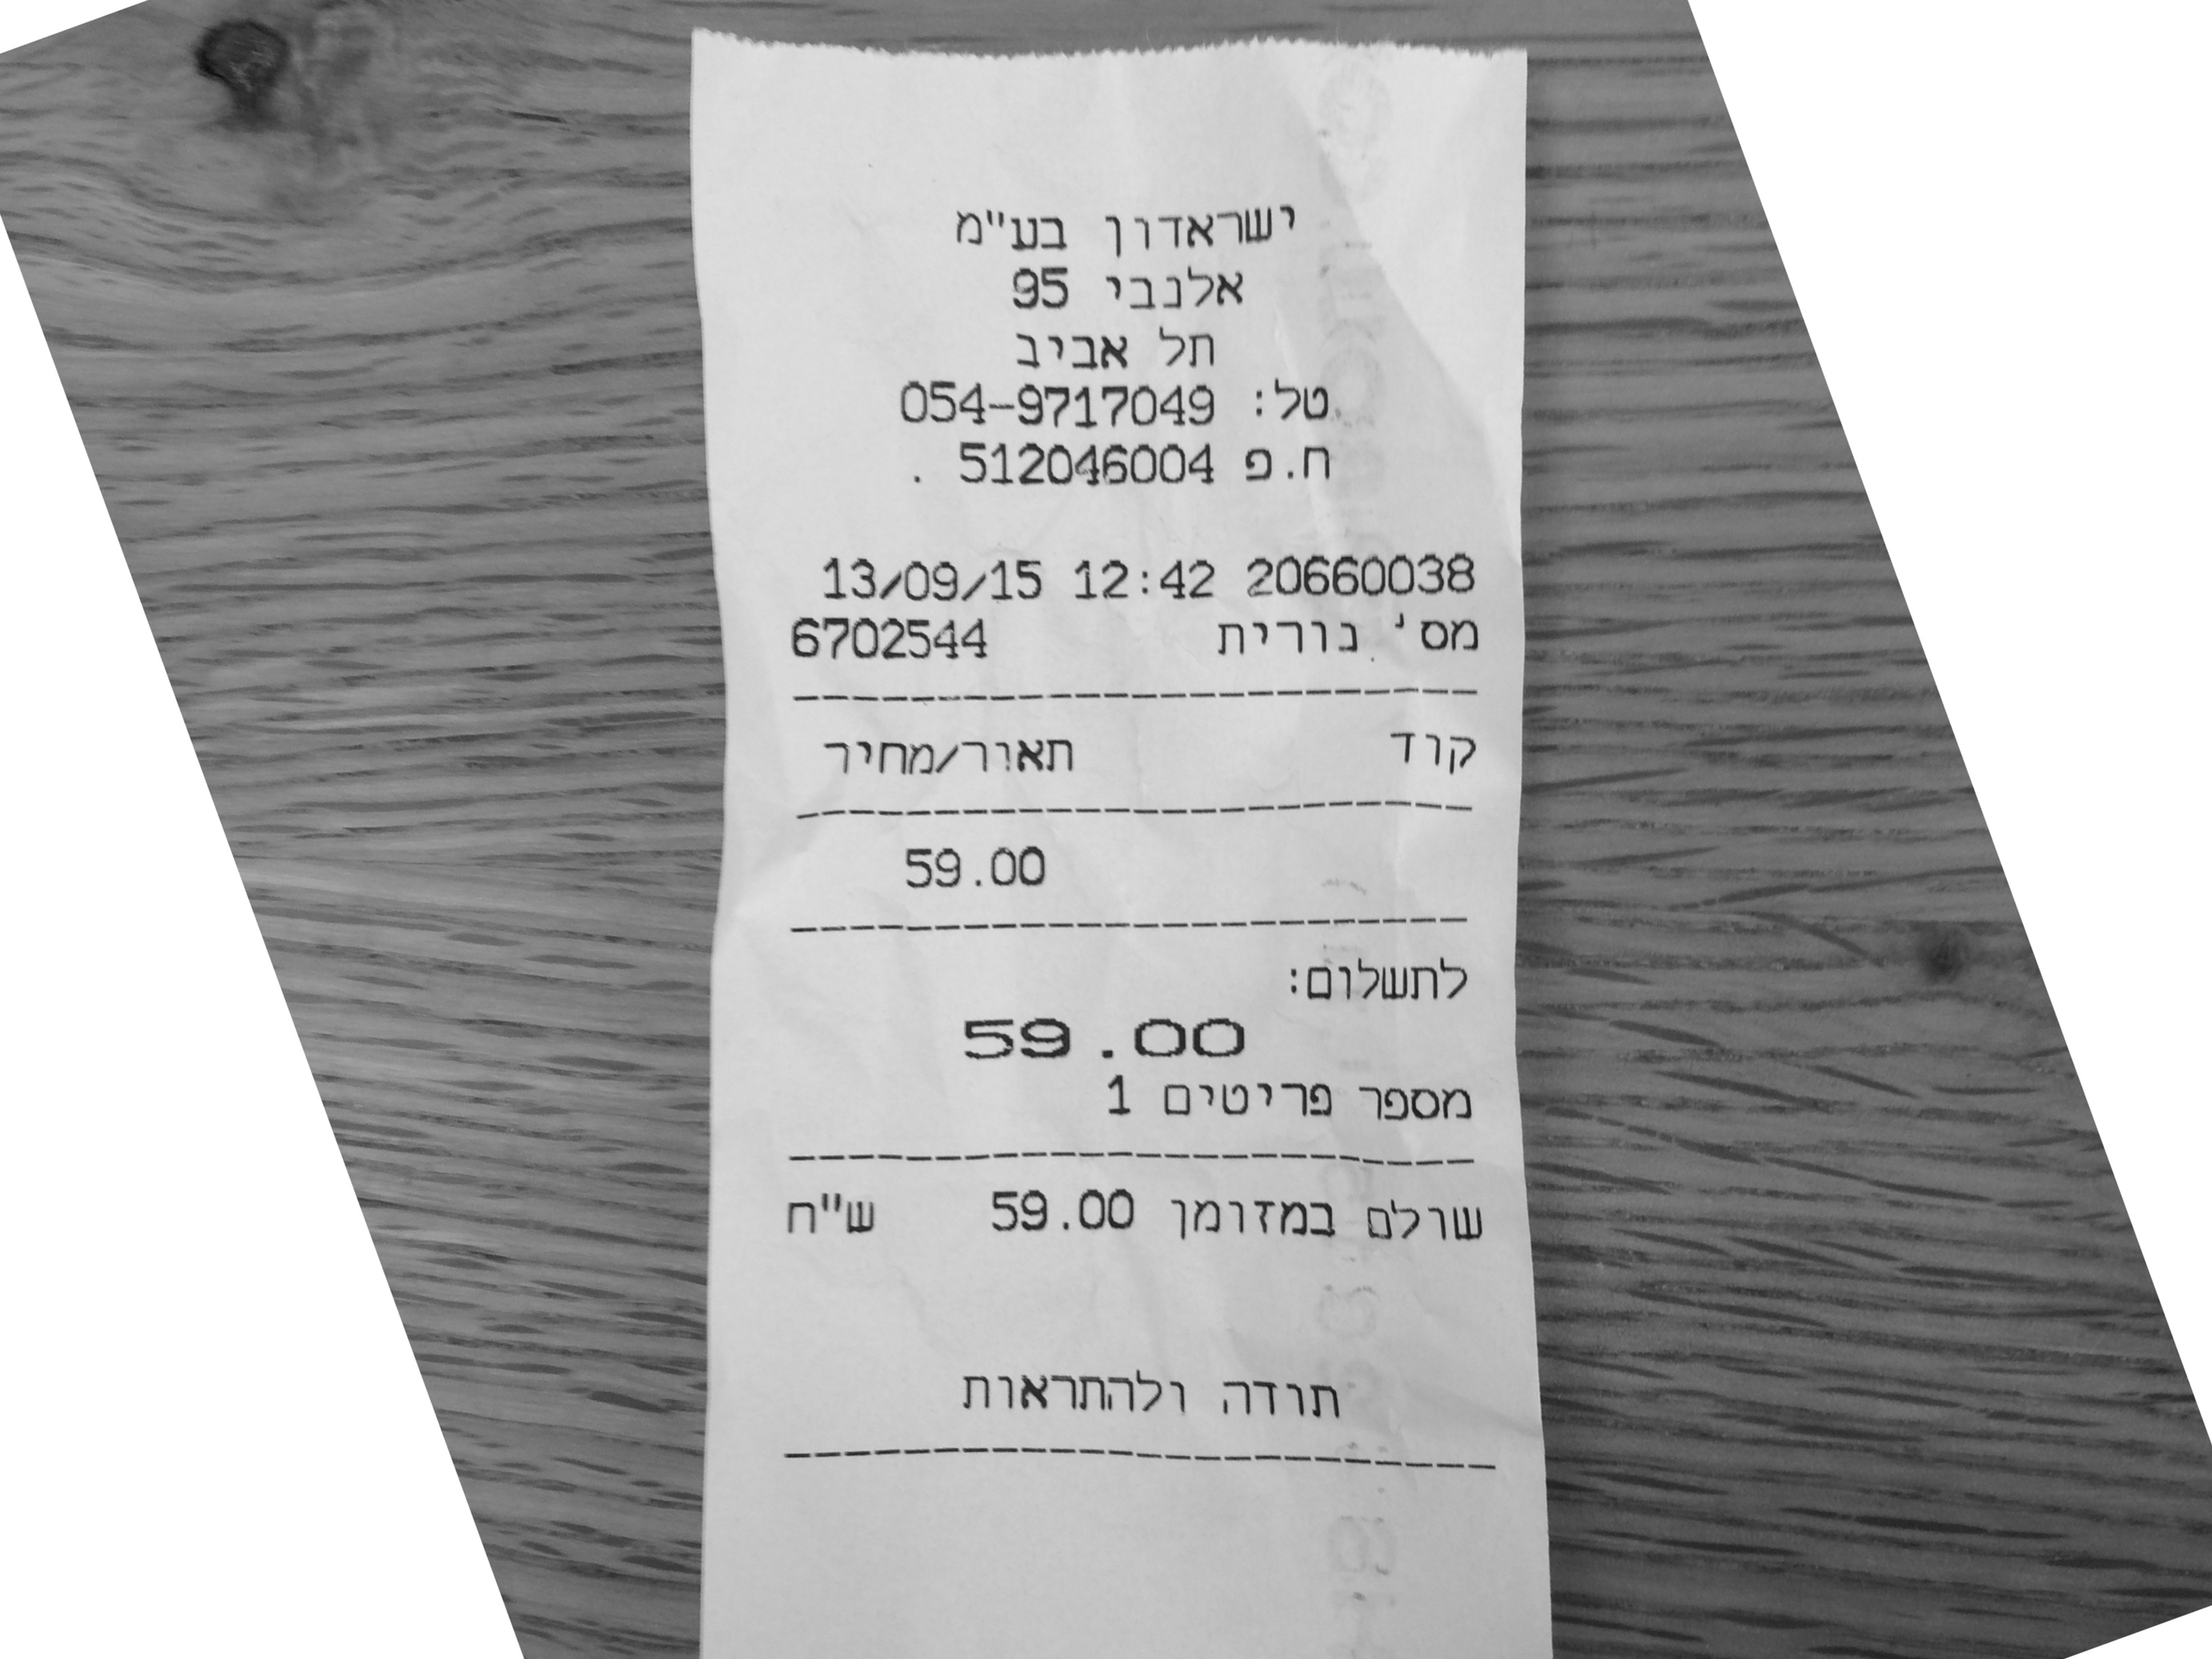 ישראדון בע"מ
אלנבי 95
תל אביב
טל: 054-9717049
ח.פ 512046004 .
13/09/15 12:42 20660038
מס' נורית 6702544
קוד תאור/מחיר
59.00
לתשלום:
59.00
מספר פריטים 1
שולם במזומן 59.00 ש"ח
תודה ולהתראות